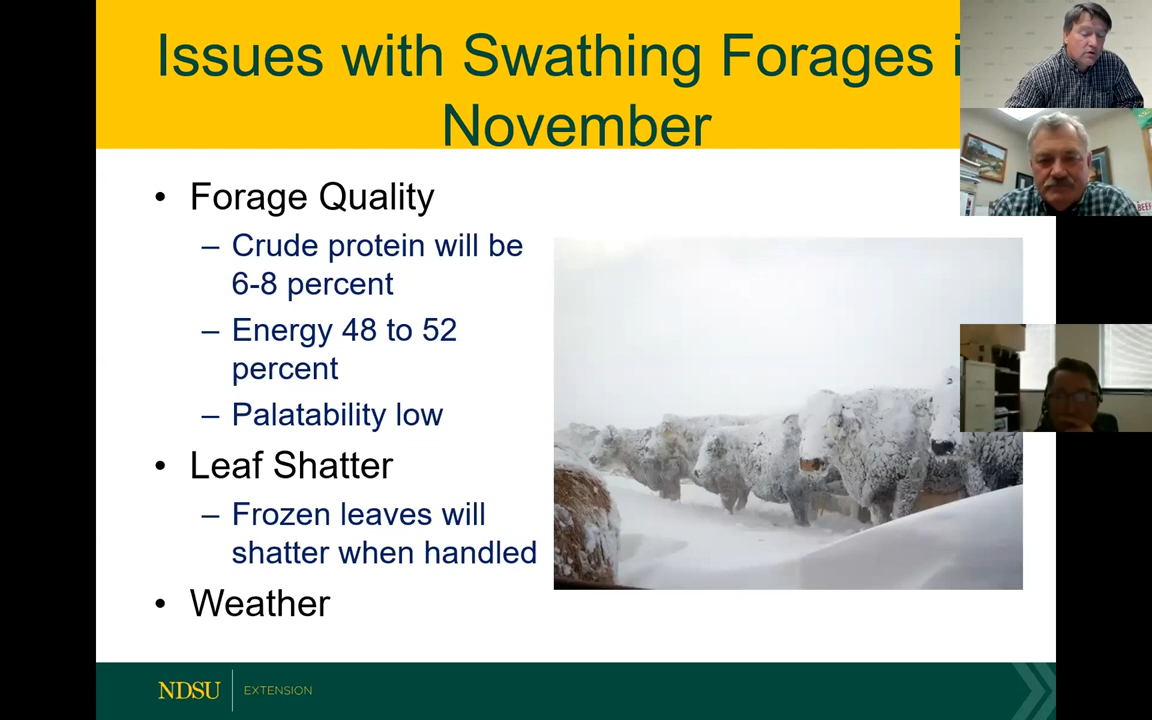 Issues with Swathing Forages i
November
• Forage Quality
– Crude protein will be
6-8 percent
– Energy 48 to 52
percent
– Palatability low
• Leaf Shatter
– Frozen leaves will
shatter when handled
• Weather
NDSU EXTENSION
BEEF